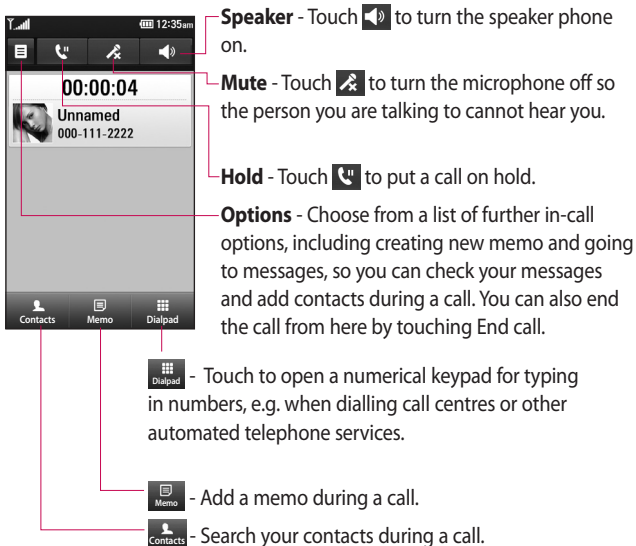 12:35am
00:00:04
Unnamed
000-111-2222
Contacts
Memo
Dialpad
Speaker - Touch to turn the speaker phone
on.
Mute - Touch to turn the microphone off so
the person you are talking to cannot hear you.
Hold - Touch to put a call on hold.
Options - Choose from a list of further in-call
options, including creating new memo and going
to messages, so you can check your messages
and add contacts during a call. You can also end
the call from here by touching End call.
Dialpad - Touch to open a numerical keypad for typing
in numbers, e.g. when dialling call centres or other
automated telephone services.
Memo - Add a memo during a call.
Contacts - Search your contacts during a call.